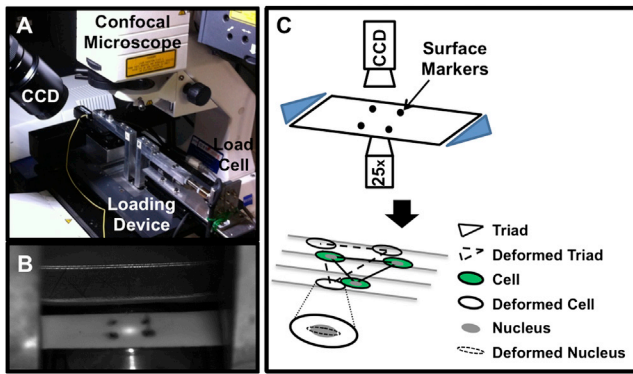 A
Confocal
Microscope
CCD
Load
Cell
Loading
Device
B
C
CCD
Surface
Markers
25x
Triad
Deformed Triad
Cell
Deformed Cell
Nucleus
Deformed Nucleus